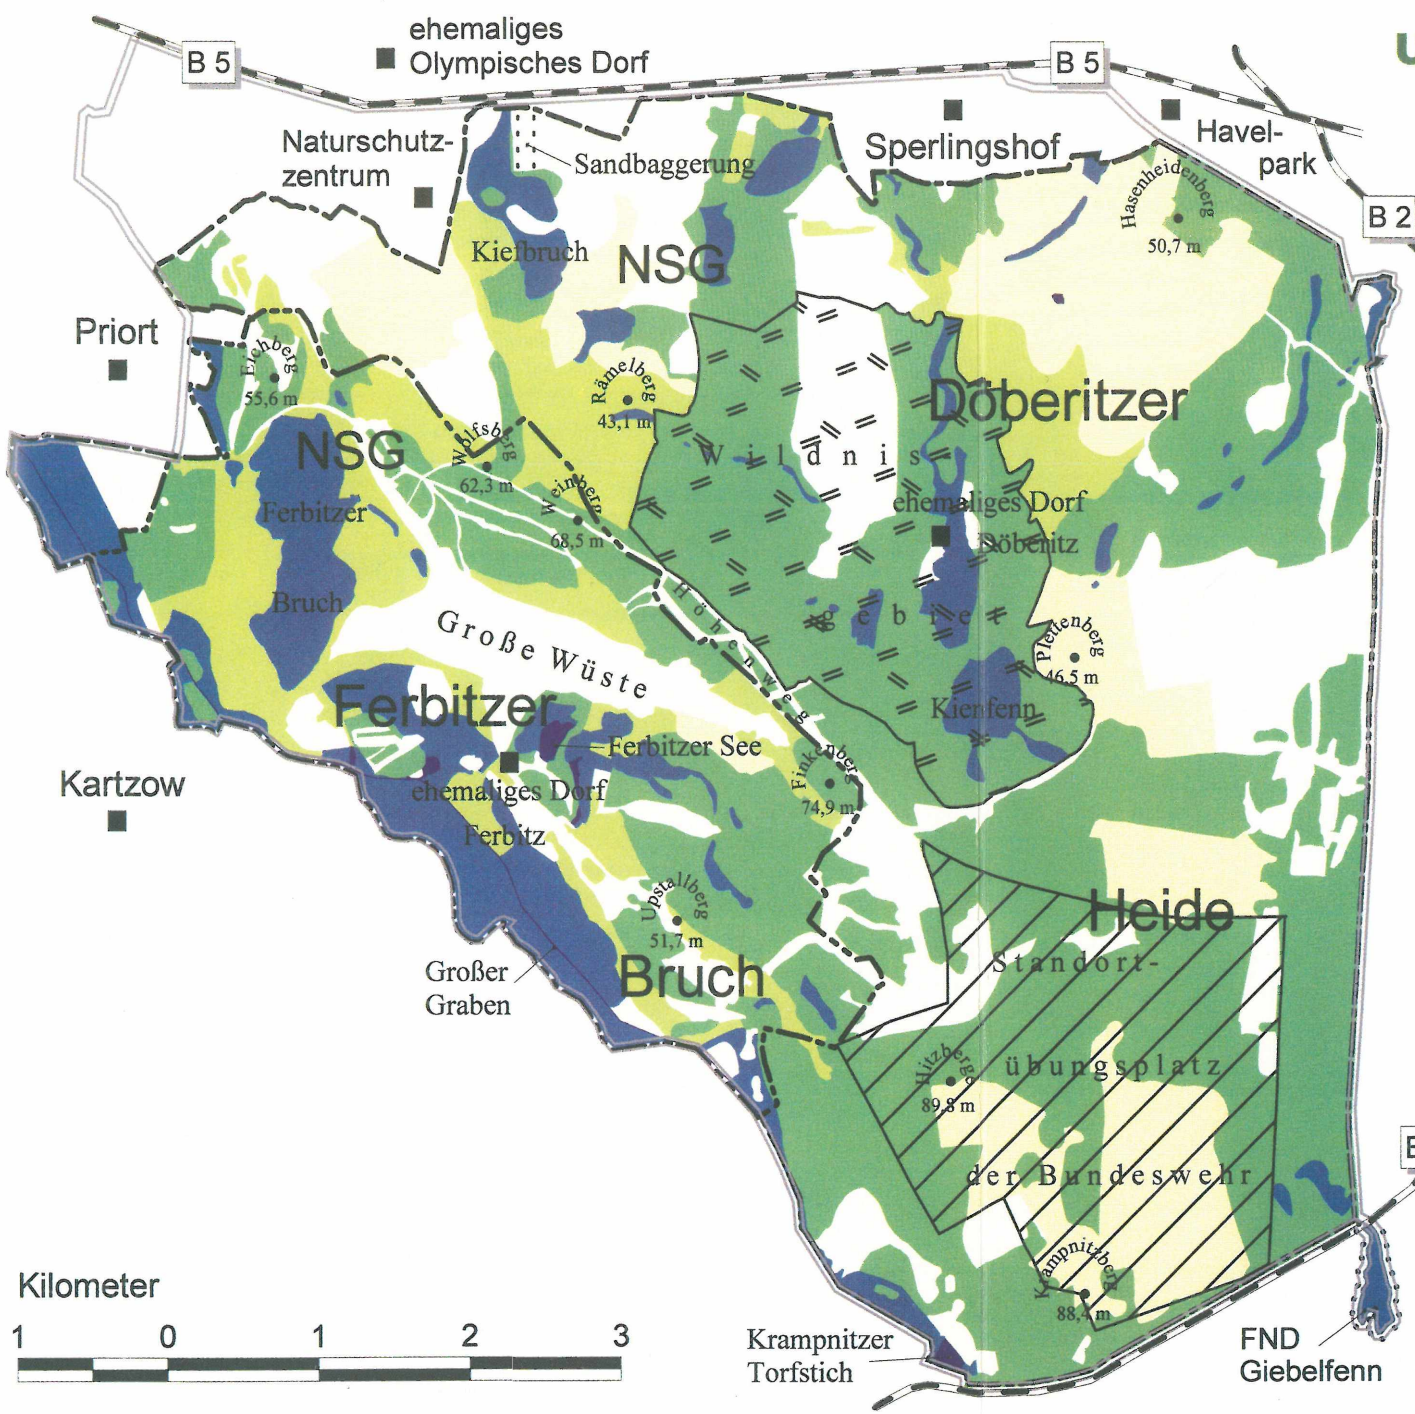 ehemaliges
Olympisches Dorf
B 5
B 5
Naturschutz-
zentrum
Sandbaggerung
Sperlingshof
Havel-
park
B 2
Hasenheidenberg
50,7 m
Kiefbruch
NSG
Priort
Eichberg
55,6 m
Rämelberg
43,1 m
Döberitzer
NSG
Wolfsberg
62,3 m
Wildnis
Weinberg
68,5 m
ehemaliges Dorf
Döberitz
Ferbitzer
Bruch
Höhenweg
gebiet
Große Wüste
Plettenberg
46,5 m
Ferbitzer
Kienfenn
Ferbitzer See
Kartzow
ehemaliges Dorf
Ferbitz
Finkenberg
74,9 m
Upstallberg
51,7 m
Heide
Standort-
Großer
Graben
Bruch
Hitzberge
89,8 m
übungsplatz
der Bundeswehr
Krampnitzberg
88,4 m
Kilometer
1 0 1 2 3
Krampnitzer
Torfstich
FND
Giebelfenn